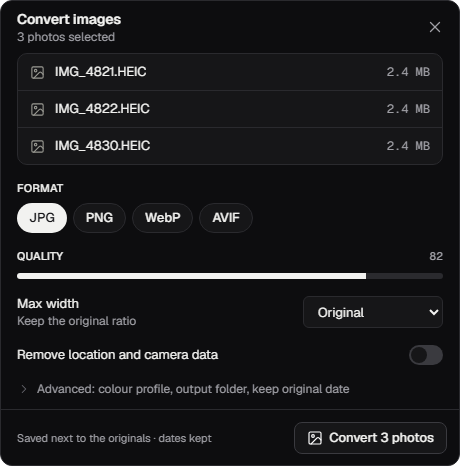 Convert images
3 photos selected
IMG_4821.HEIC 2.4 MB
IMG_4822.HEIC 2.4 MB
IMG_4830.HEIC 2.4 MB
FORMAT
JPG PNG WebP AVIF
QUALITY 82
Max width
Keep the original ratio
Original
Remove location and camera data
Advanced: colour profile, output folder, keep original date
Saved next to the originals · dates kept
Convert 3 photos